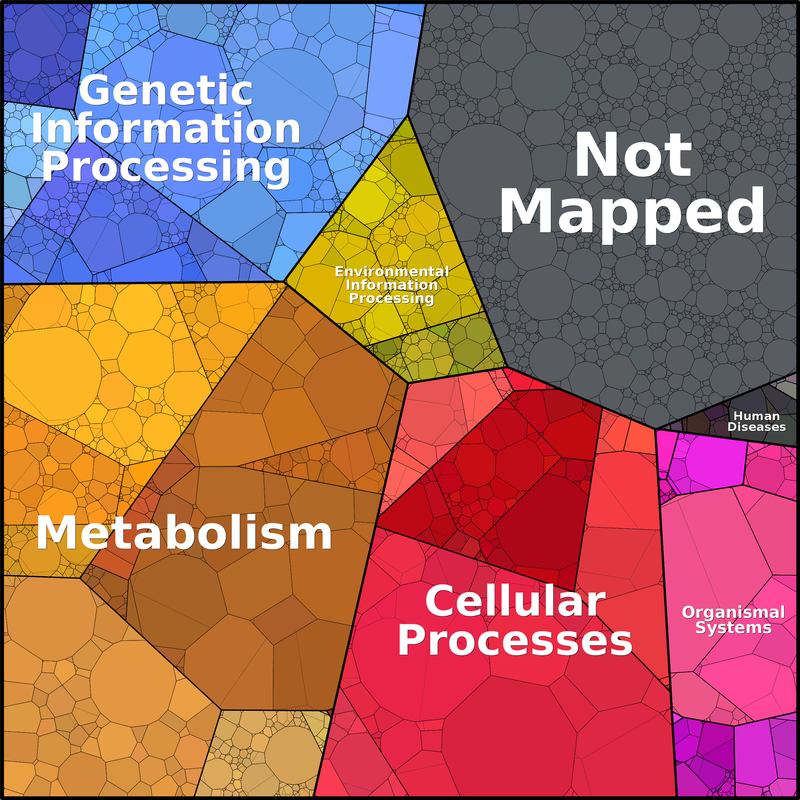 Genetic
Information
Processing
Not
Mapped
Environmental
Information
Processing
Human
Diseases
Metabolism
Cellular
Processes
Organismal
Systems